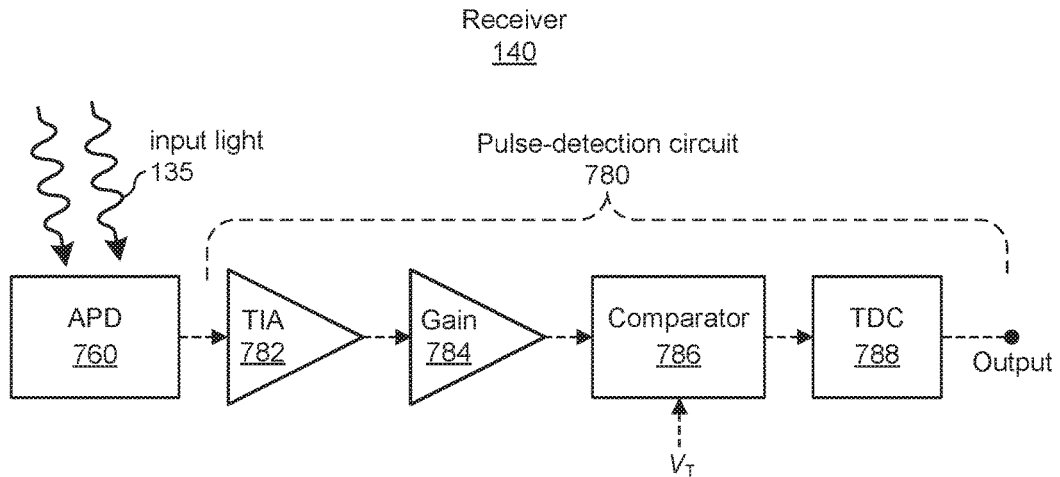 Receiver
140
input light
135
Pulse-detection circuit
780
APD
760
TIA
782
Gain
784
Comparator
786
TDC
788
Output
VT